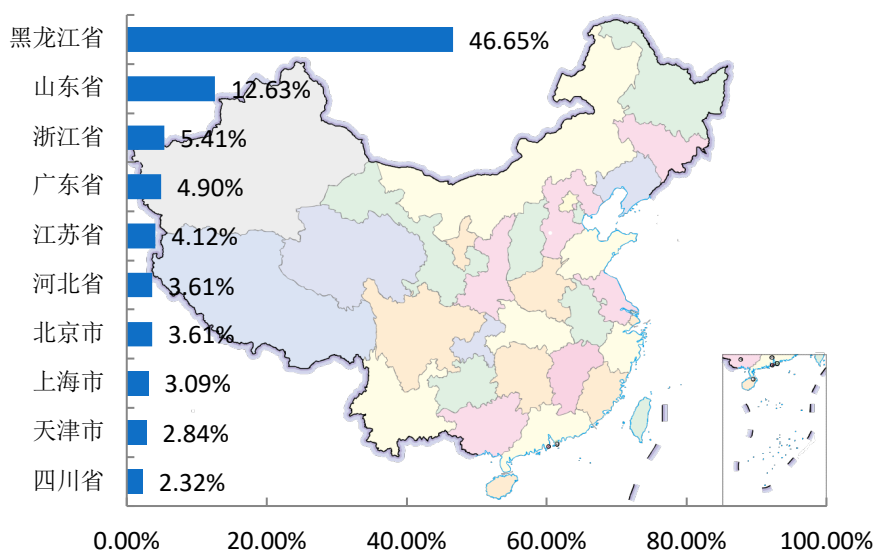 黑龙江省 46.65%
山东省 12.63%
浙江省 5.41%
广东省 4.90%
江苏省 4.12%
河北省 3.61%
北京市 3.61%
上海市 3.09%
天津市 2.84%
四川省 2.32%
0.00% 20.00% 40.00% 60.00% 80.00% 100.00%